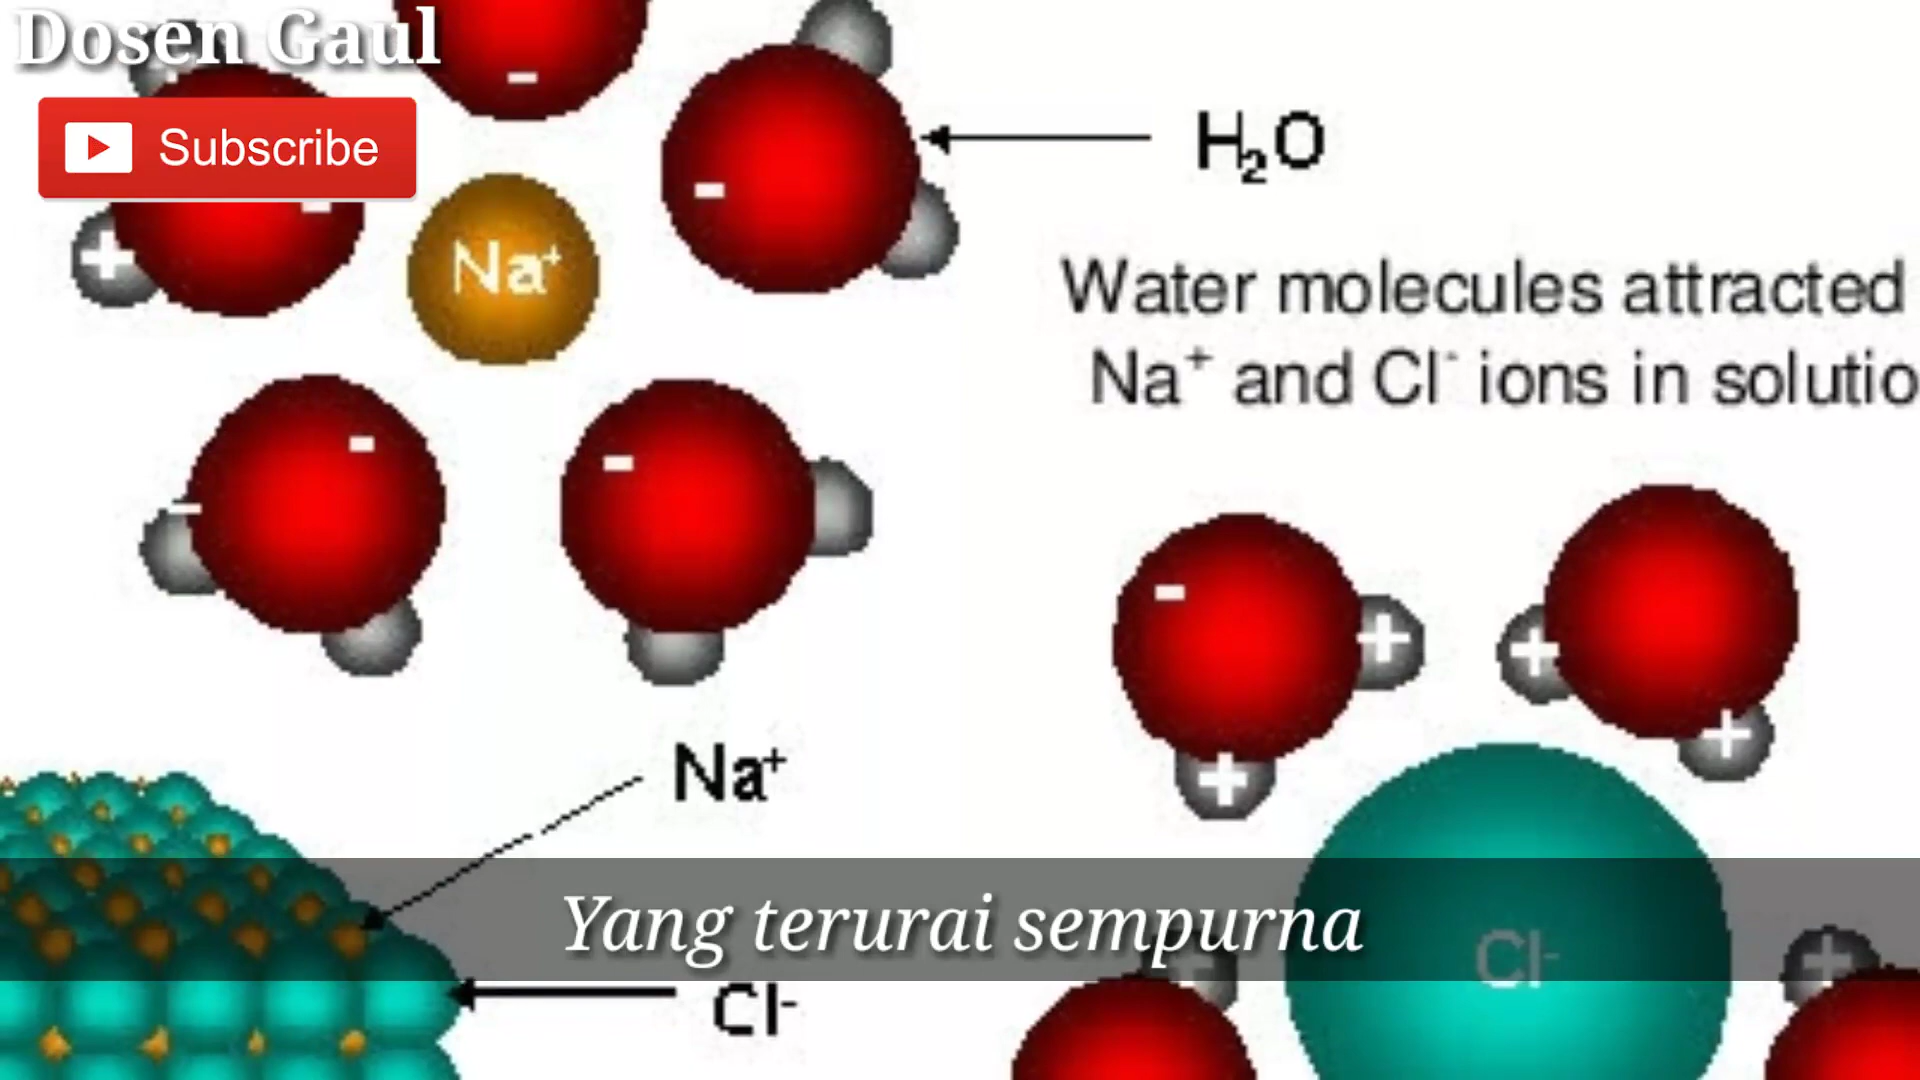 Dosen Gaul
Subscribe
H₂O
Na⁺
Water molecules attracted
Na⁺ and Cl⁻ ions in solutio
Na⁺
Yang terurai sempurna
Cl⁻
Cl⁻